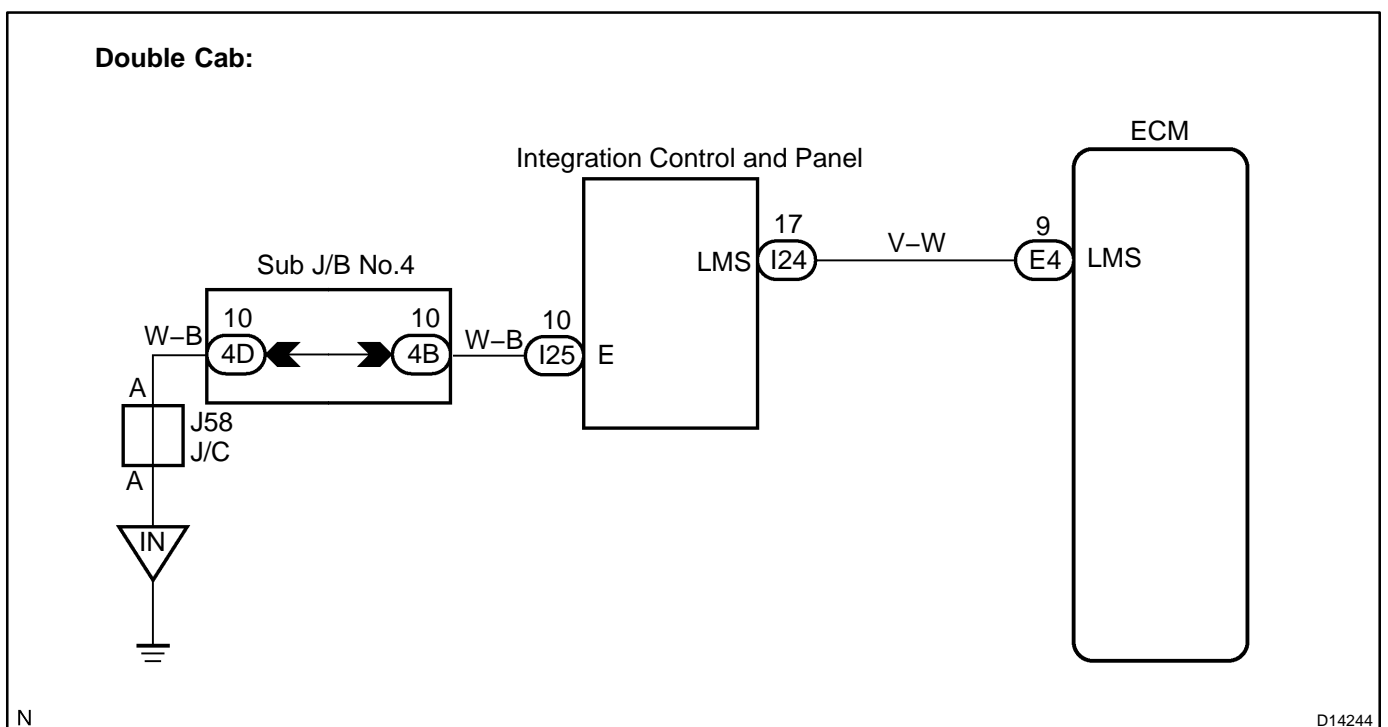 Double Cab:
ECM
Integration Control and Panel
17
9
V–W
LMS
I24
E4
LMS
Sub J/B No.4
10
10
10
W–B
4D
4B
W–B
I25
E
A
J58
J/C
A
IN
N
D14244